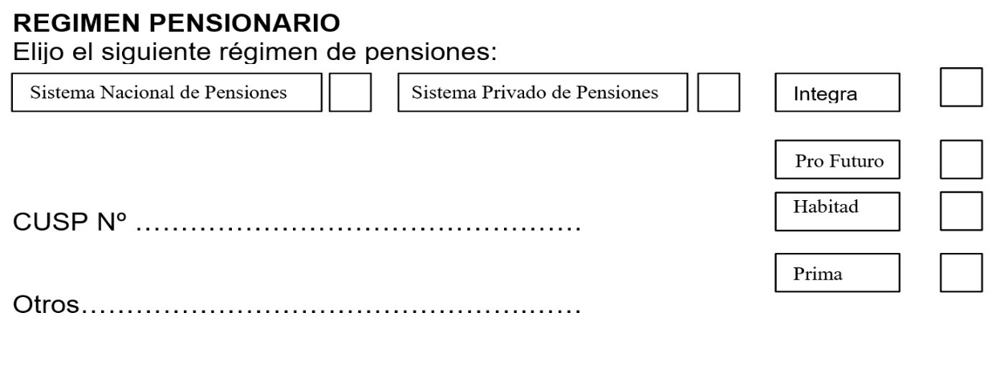 REGIMEN PENSIONARIO
Elijo el siguiente régimen de pensiones:
Sistema Nacional de Pensiones Sistema Privado de Pensiones Integra
Pro Futuro
Habitad
CUSP Nº ..................................................
Prima
Otros........................................................